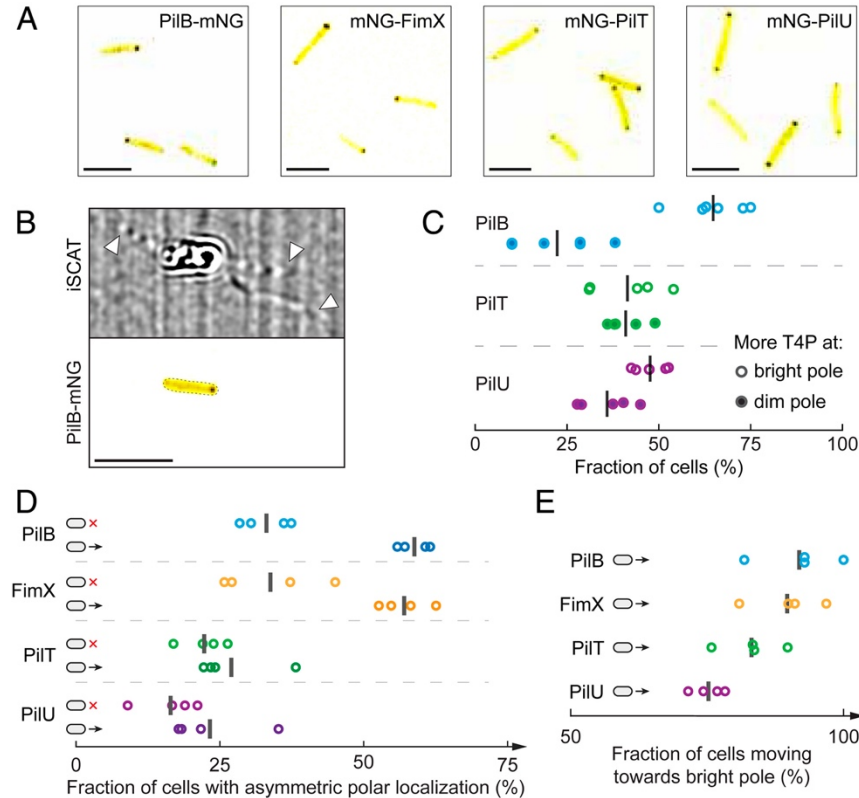 A
PilB-mNG
mNG-FimX
mNG-PilT
mNG-PilU
B
iSCAT
PilB-mNG
C
PilB
PilT
PilU
More T4P at:
bright pole
dim pole
0 25 50 75 100
Fraction of cells (%)
D
PilB
×
→
FimX
×
→
PilT
×
→
PilU
×
→
0 25 50 75
Fraction of cells with asymmetric polar localization (%)
E
PilB →
FimX →
PilT →
PilU →
50 100
Fraction of cells moving
towards bright pole (%)